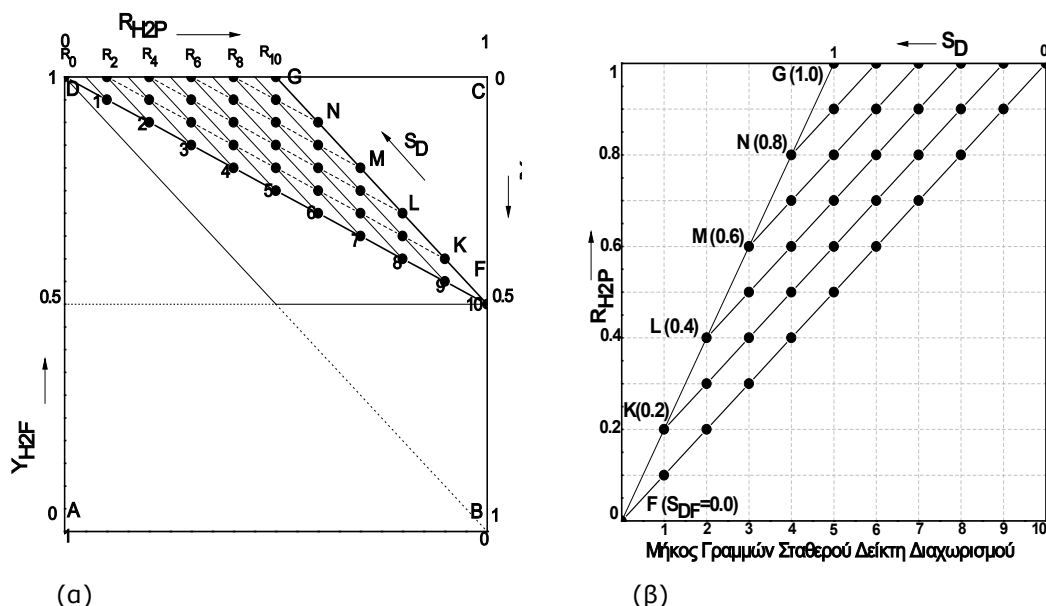 R_H2P
0
1
R_0 R_2 R_4 R_6 R_8 R_10
1
D
G
C
0
1
2
3
4
5
6
7
8
9
10
N
M
L
K
F
S_D
0.5
0.5
Y_H2F
0
A
B
1
1
0
(α)
S_D
1
0
1
G (1.0)
N (0.8)
0.8
M (0.6)
0.6
R_H2P
L (0.4)
0.4
K(0.2)
0.2
F (S_DF=0.0)
0
1 2 3 4 5 6 7 8 9 10
Μήκος Γραμμών Σταθερού Δείκτη Διαχωρισμού
(β)